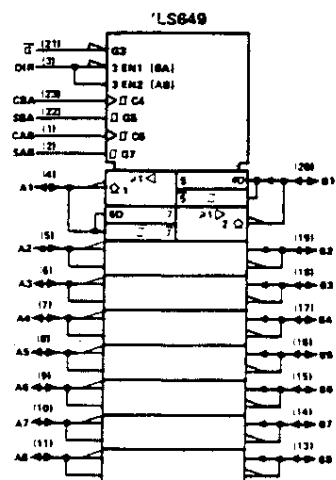 'LS649
G̅ (21) G3
DIR (3) 3 EN1 (BA)
3 EN2 (AB)
CBA (23) C4
SBA (22) G5
CAB (1) C6
SAB (2) G7
A1 (4) ≥1 1 5 4D (20) B1
5
6D 7 ≥1
7 2
A2 (5) (19) B2
A3 (6) (18) B3
A4 (7) (17) B4
A5 (8) (16) B5
A6 (9) (15) B6
A7 (10) (14) B7
A8 (11) (13) B8